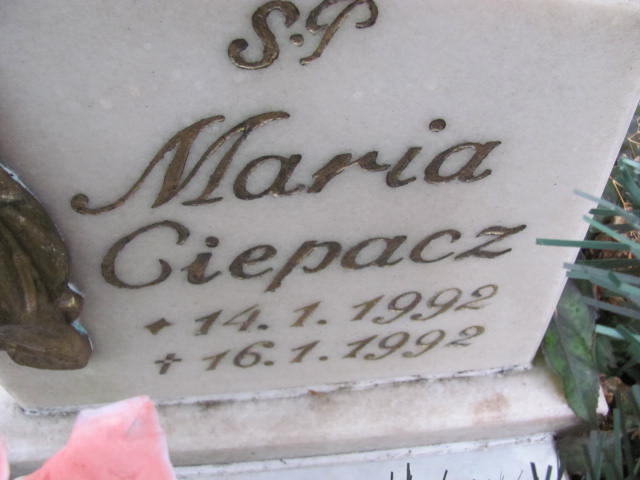 Ś.P
Maria
Ciepacz
✦ 14.1.1992
✝ 16.1.1992